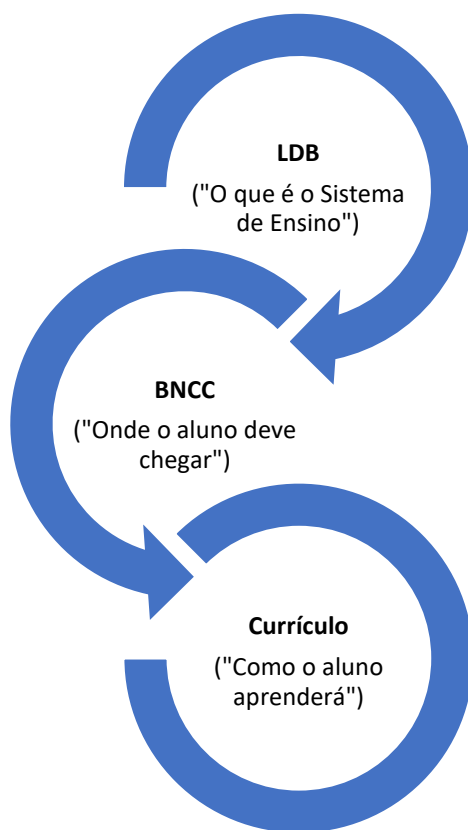 LDB
("O que é o Sistema
de Ensino")
BNCC
("Onde o aluno deve
chegar")
Currículo
("Como o aluno
aprenderá")